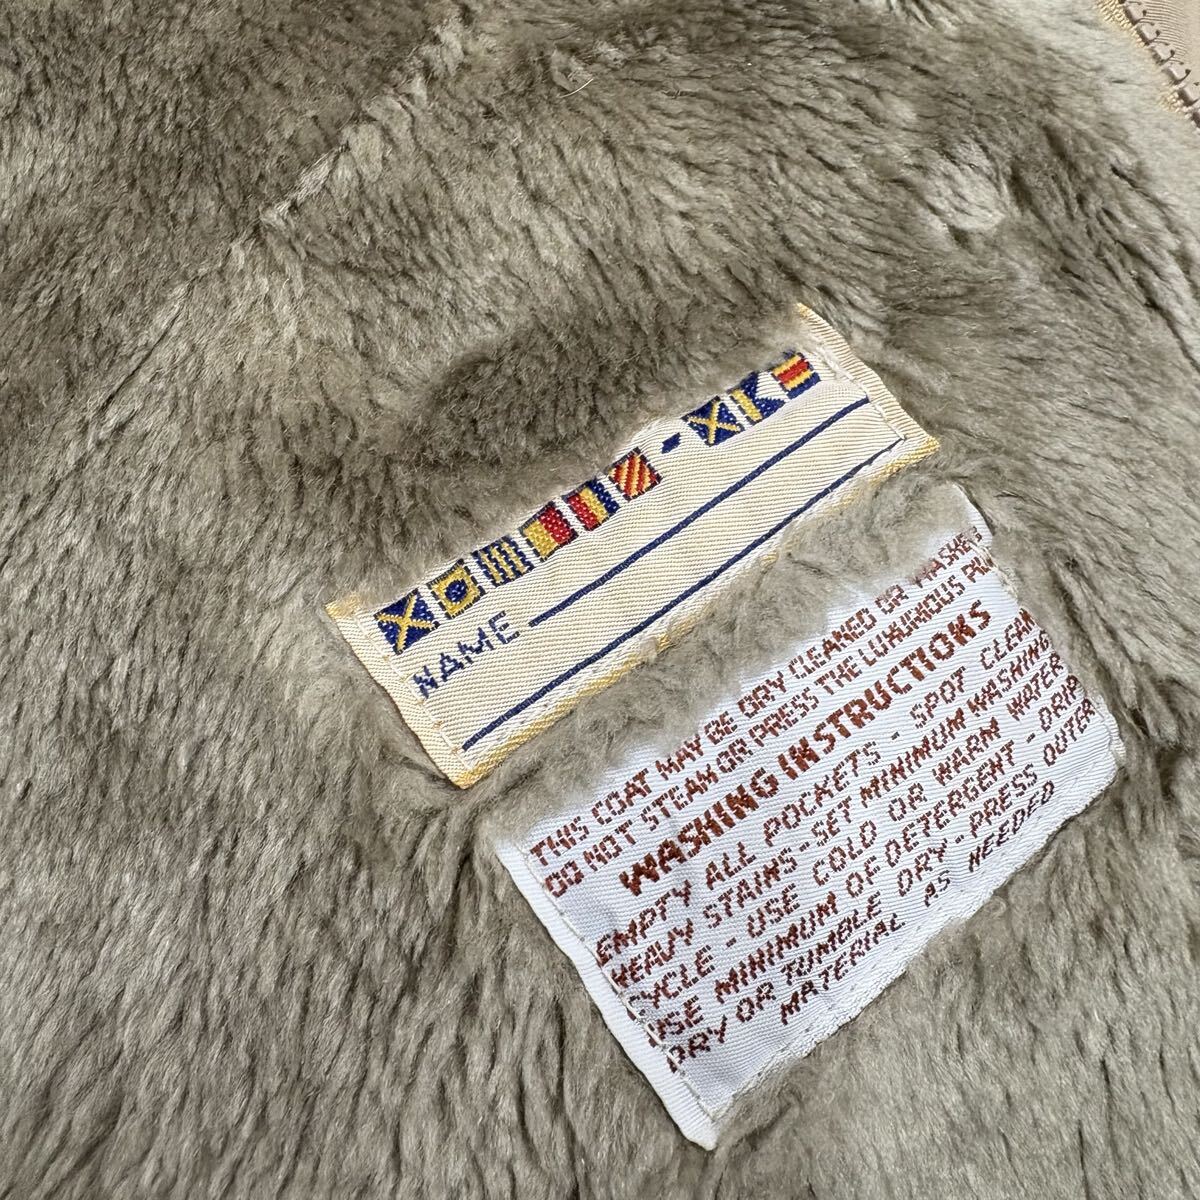 NAME
THIS COAT MAY BE DRY CLEANED OR WASHED
DO NOT STEAM OR PRESS THE LUXURIOUS
WASHING INSTRUCTIONS
EMPTY ALL POCKETS - SPOT CLEAN
HEAVY STAINS - SET MINIMUM WASHING
CYCLE - USE COLD OR WARM WATER
USE MINIMUM OF DETERGENT - DRIP
DRY OR TUMBLE DRY - PRESS OUTER
MATERIAL AS NEEDED